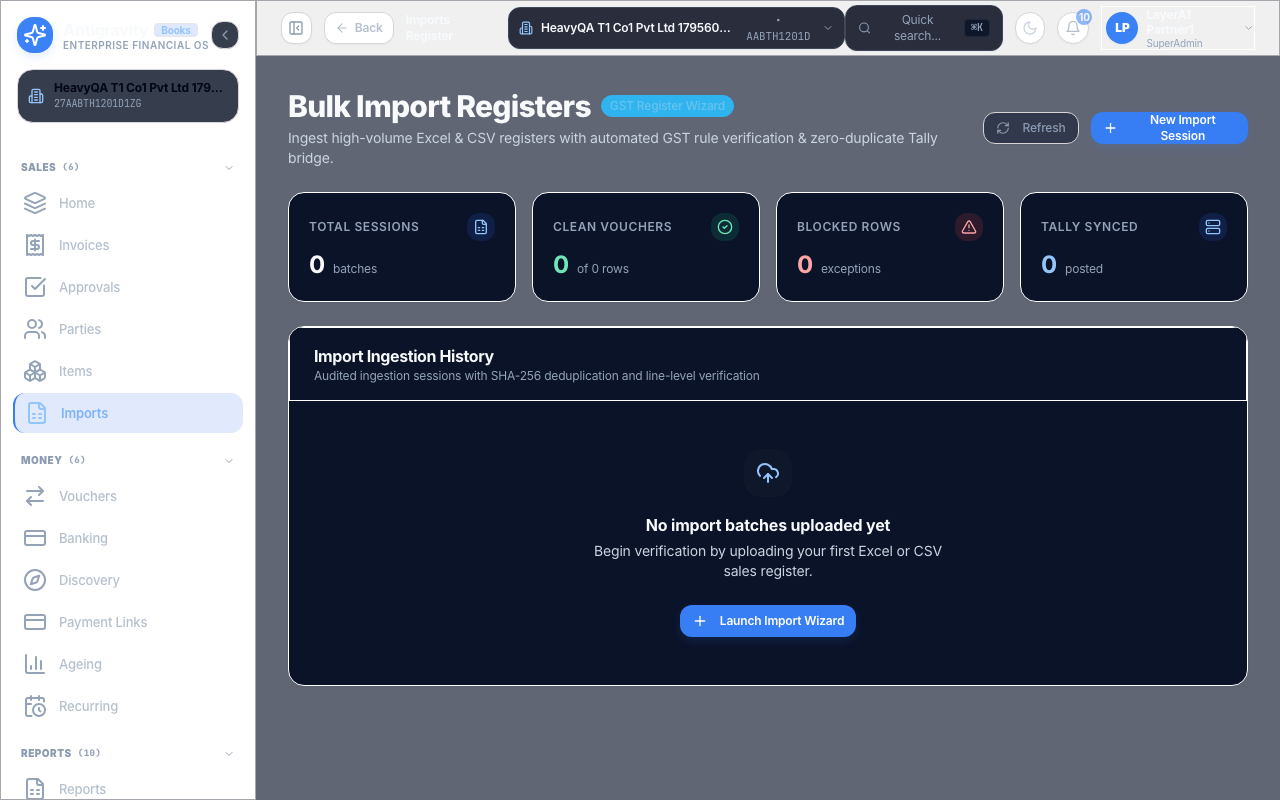 Antigravity Books
ENTERPRISE FINANCIAL OS
HeavyQA T1 Co1 Pvt Ltd 179...
27AABTH1201D1ZG
SALES (6)
Home
Invoices
Approvals
Parties
Items
Imports
MONEY (6)
Vouchers
Banking
Discovery
Payment Links
Ageing
Recurring
REPORTS (10)
Reports
Back
Imports
Register
HeavyQA T1 Co1 Pvt Ltd 179560...
• AABTH1201D
Quick search...
⌘K
10
LP
LayerA1
Partner1
SuperAdmin
Bulk Import Registers
GST Register Wizard
Ingest high-volume Excel & CSV registers with automated GST rule verification & zero-duplicate Tally
bridge.
Refresh
New Import
Session
TOTAL SESSIONS
0 batches
CLEAN VOUCHERS
0 of 0 rows
BLOCKED ROWS
0 exceptions
TALLY SYNCED
0 posted
Import Ingestion History
Audited ingestion sessions with SHA-256 deduplication and line-level verification
No import batches uploaded yet
Begin verification by uploading your first Excel or CSV
sales register.
Launch Import Wizard